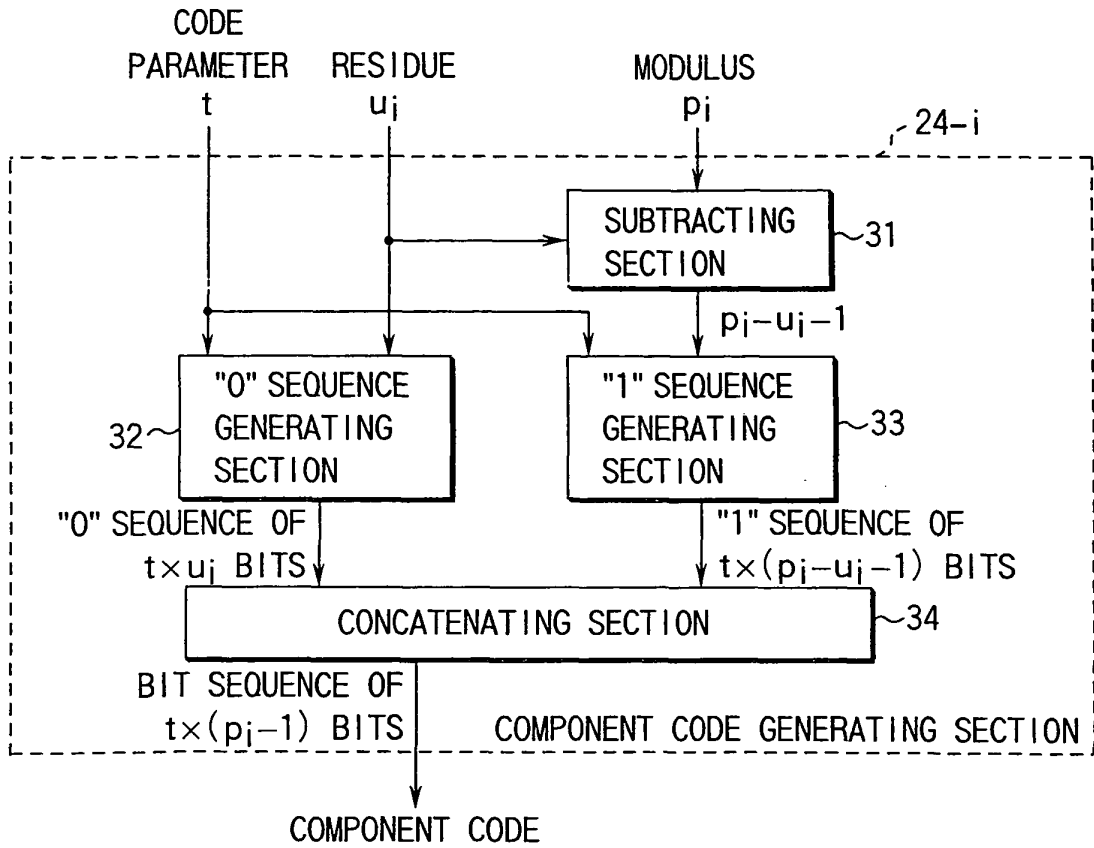 CODE
PARAMETER
t
RESIDUE
ui
MODULUS
pi
24-i
SUBTRACTING
SECTION
31
pi-ui-1
"0" SEQUENCE
GENERATING
SECTION
32
"1" SEQUENCE
GENERATING
SECTION
33
"0" SEQUENCE OF
t×ui BITS
"1" SEQUENCE OF
t×(pi-ui-1) BITS
CONCATENATING SECTION
34
BIT SEQUENCE OF
t×(pi-1) BITS
COMPONENT CODE GENERATING SECTION
COMPONENT CODE